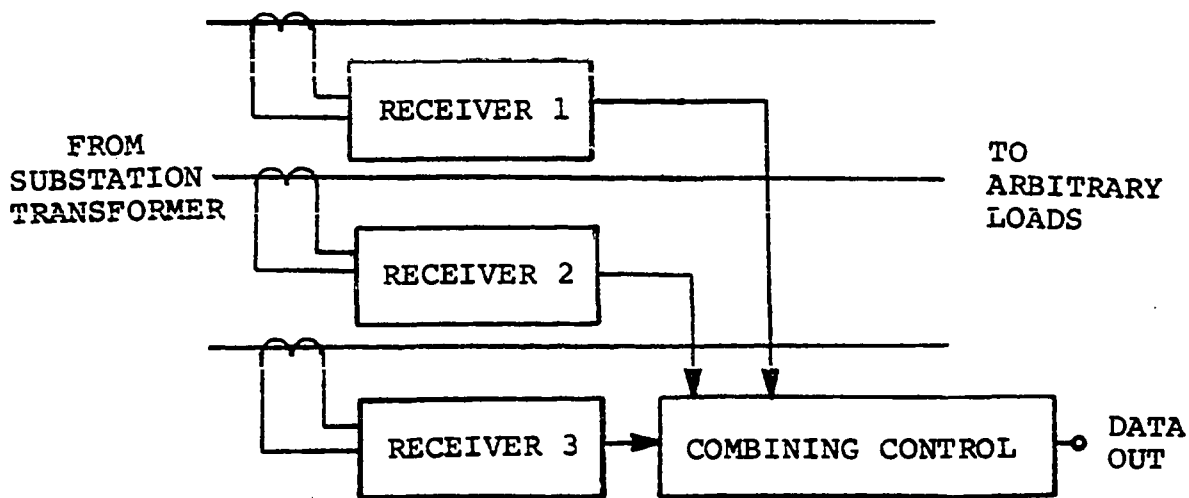 RECEIVER 1
FROM
SUBSTATION
TRANSFORMER
TO
ARBITRARY
LOADS
RECEIVER 2
RECEIVER 3
COMBINING CONTROL
DATA
OUT